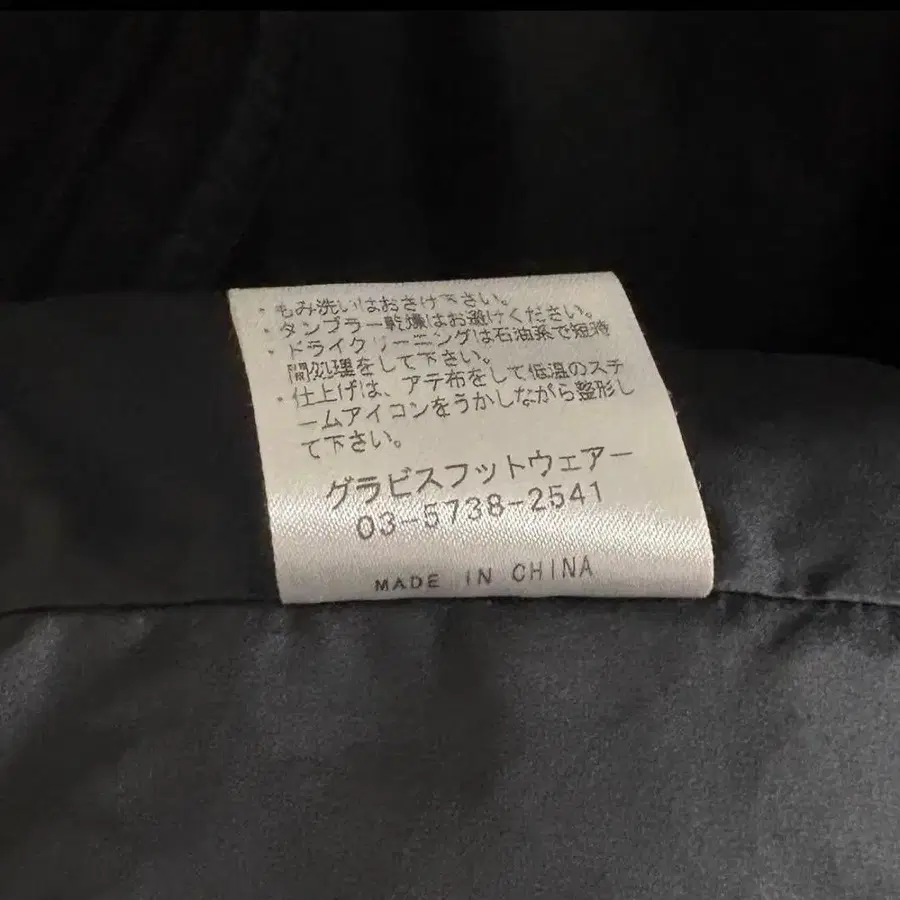 ・もみ洗いはおさけ下さい。
・タンブラー乾燥はお避けください。
・ドライクリーニングは石油系で短時
間処理をして下さい。
・仕上げは、アテ布をして低温のスチ
ームアイコンをうかしながら整形し
て下さい。
グラビスフットウェアー
03-5738-2541
MADE IN CHINA